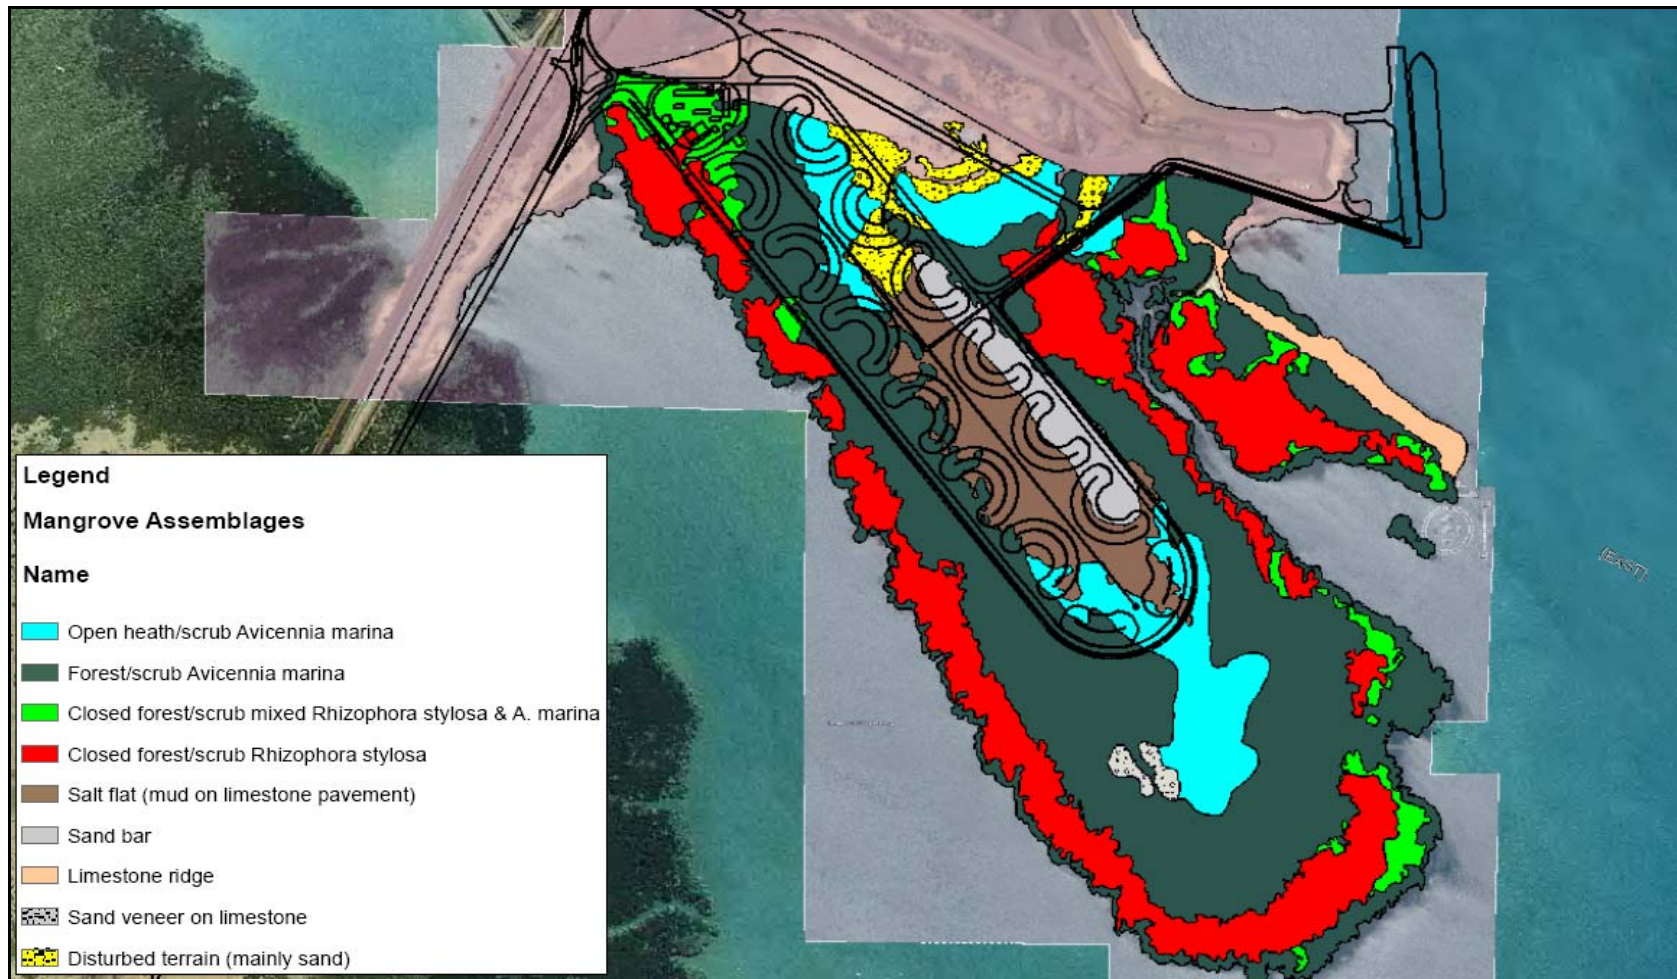 Legend
Mangrove Assemblages
Name
Open heath/scrub Avicennia marina
Forest/scrub Avicennia marina
Closed forest/scrub mixed Rhizophora stylosa & A. marina
Closed forest/scrub Rhizophora stylosa
Salt flat (mud on limestone pavement)
Sand bar
Limestone ridge
Sand veneer on limestone
Disturbed terrain (mainly sand)
(EAST)